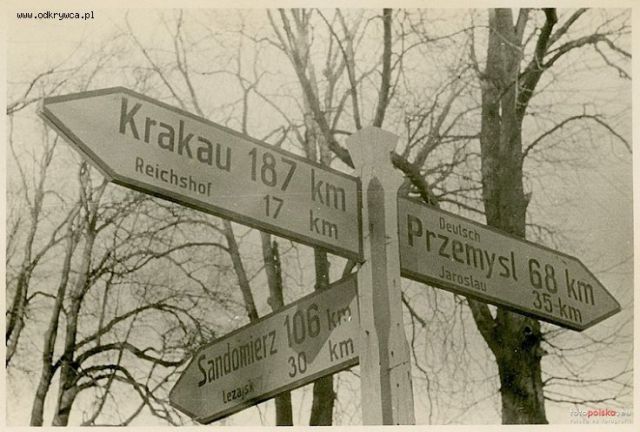 www.odkrywca.pl
Krakau 187 km
Reichshof 17 km
Deutsch
Przemysl 68 km
Jaroslau 35-km
Sandomierz 106 km
Lezajsk 30 km
fotopolska.eu